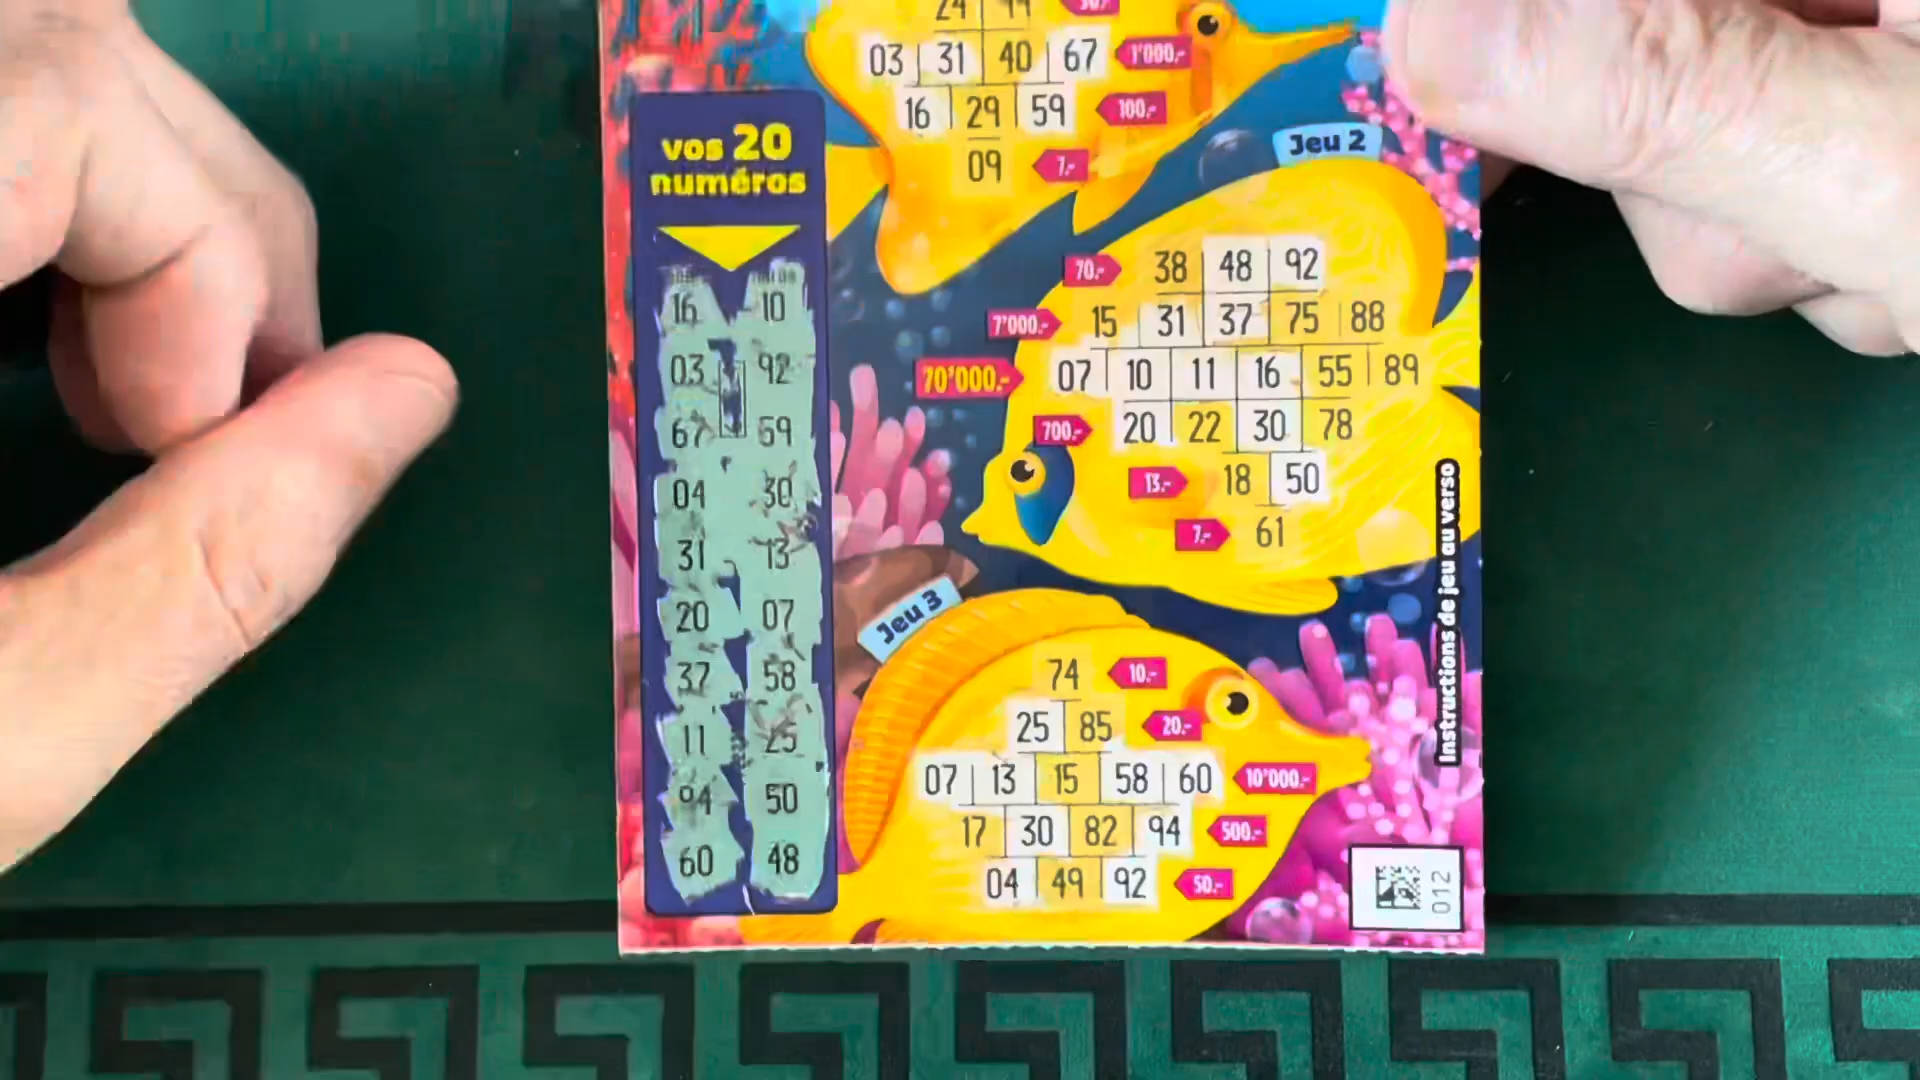 24 44
03 31 40 67 1'000.-
16 29 59 100.-
09 7.-
vos 20
numéros
16 10
03 92
67 59
04 30
31 13
20 07
37 58
11 25
94 50
60 48
Jeu 2
70.- 38 48 92
7'000.- 15 31 37 75 88
70'000.- 07 10 11 16 55 89
700.- 20 22 30 78
13.- 18 50
7.- 61
Jeu 3
74 10.-
25 85 20.-
07 13 15 58 60 10'000.-
17 30 82 94 500.-
04 49 92 50.-
Instructions de jeu au verso
012